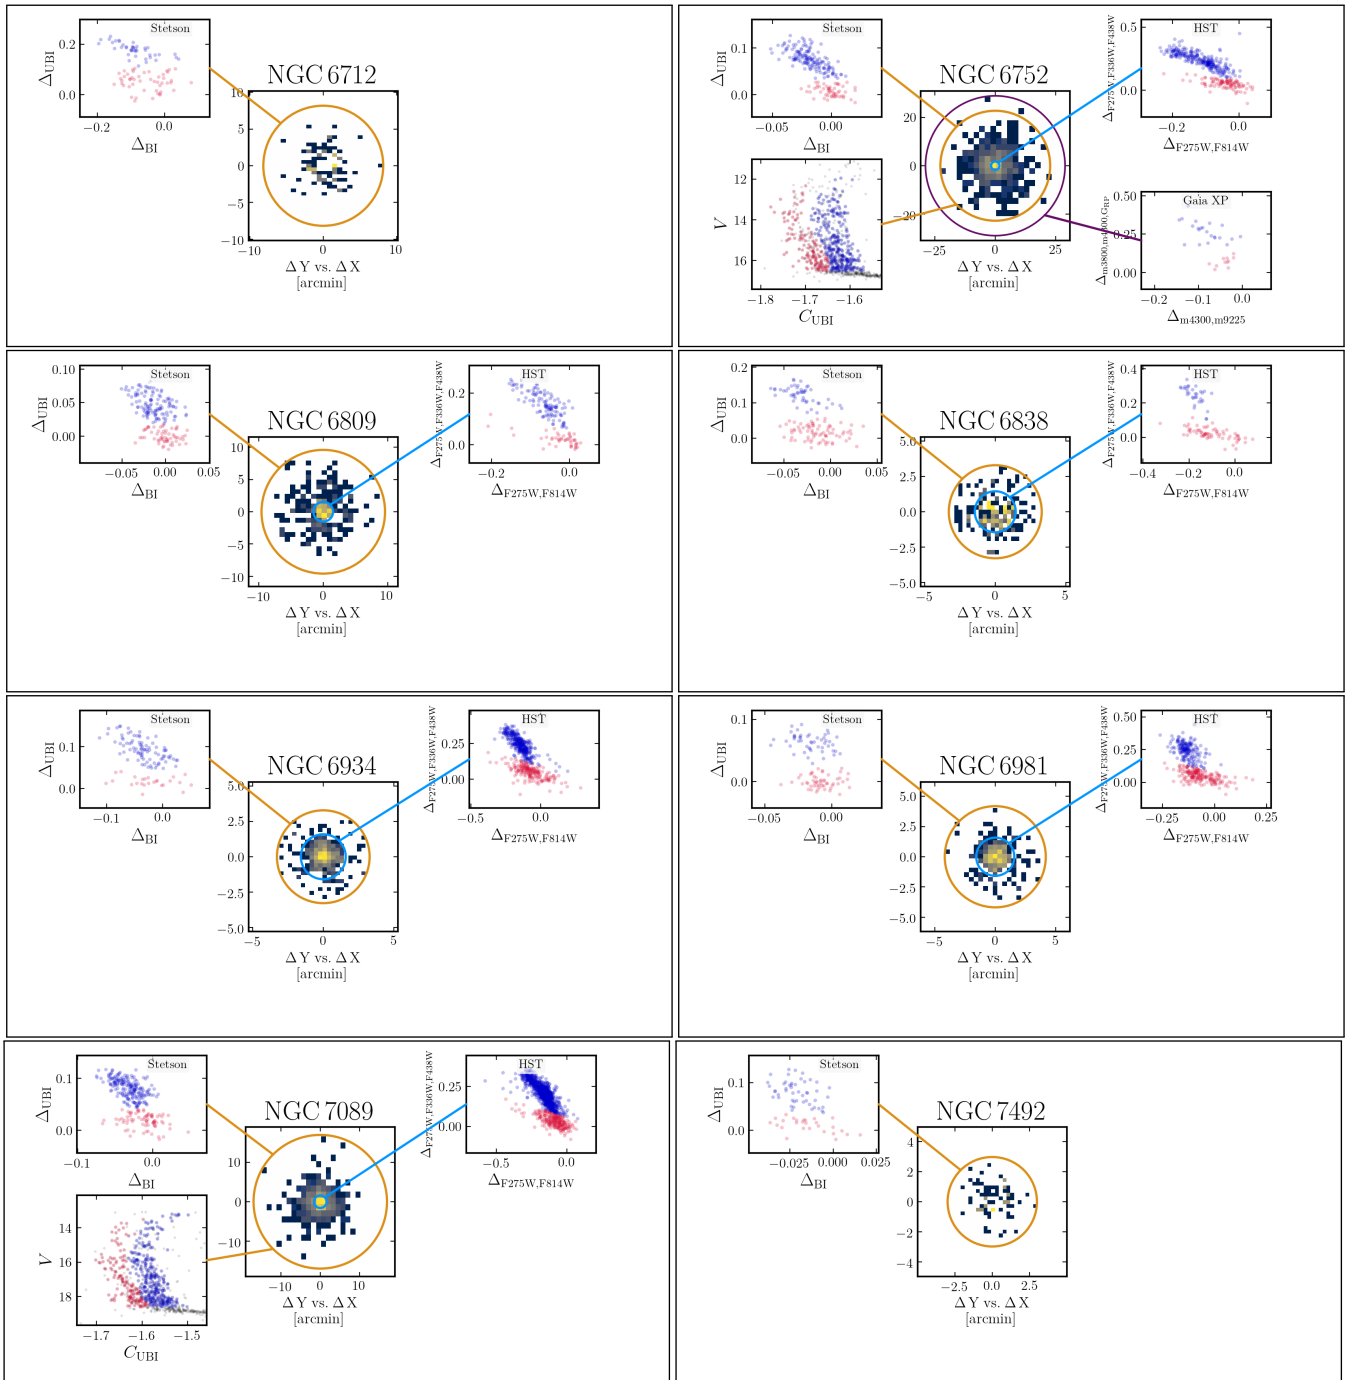 Stetson
0.2
0.0
Δ_UBI
−0.2 0.0
Δ_BI
NGC 6712
10
5
0
−5
−10
−10 0 10
Δ Y vs. Δ X
[arcmin]
Stetson
0.1
0.0
Δ_UBI
−0.05 0.00
Δ_BI
NGC 6752
20
0
−20
−25 0 25
Δ Y vs. Δ X
[arcmin]
HST
0.5
0.0
Δ_F275W,F336W,F438W
−0.2 0.0
Δ_F275W,F814W
12
14
16
V
−1.8 −1.7 −1.6
C_UBI
Gaia XP
0.50
0.25
0.00
Δ_m3800,m4300,G_RP
−0.2 −0.1 0.0
Δ_m4300,m9225
Stetson
0.10
0.05
0.00
Δ_UBI
−0.05 0.00 0.05
Δ_BI
NGC 6809
10
5
0
−5
−10
−10 0 10
Δ Y vs. Δ X
[arcmin]
HST
0.2
0.0
Δ_F275W,F336W,F438W
−0.2 0.0
Δ_F275W,F814W
Stetson
0.2
0.1
0.0
Δ_UBI
−0.05 0.00 0.05
Δ_BI
NGC 6838
5.0
2.5
0.0
−2.5
−5.0
−5 0 5
Δ Y vs. Δ X
[arcmin]
HST
0.4
0.2
0.0
Δ_F275W,F336W,F438W
−0.4 −0.2 0.0
Δ_F275W,F814W
Stetson
0.1
0.0
Δ_UBI
−0.1 0.0
Δ_BI
NGC 6934
5.0
2.5
0.0
−2.5
−5.0
−5 0 5
Δ Y vs. Δ X
[arcmin]
HST
0.25
0.00
Δ_F275W,F336W,F438W
−0.5 0.0
Δ_F275W,F814W
Stetson
0.1
0.0
Δ_UBI
−0.05 0.00
Δ_BI
NGC 6981
5.0
2.5
0.0
−2.5
−5.0
−5 0 5
Δ Y vs. Δ X
[arcmin]
HST
0.50
0.25
0.00
Δ_F275W,F336W,F438W
−0.25 0.00 0.25
Δ_F275W,F814W
Stetson
0.1
0.0
Δ_UBI
−0.1 0.0
Δ_BI
NGC 7089
10
0
−10
−10 0 10
Δ Y vs. Δ X
[arcmin]
HST
0.25
0.00
Δ_F275W,F336W,F438W
−0.5 0.0
Δ_F275W,F814W
14
16
18
V
−1.7 −1.6 −1.5
C_UBI
Stetson
0.1
0.0
Δ_UBI
−0.025 0.000 0.025
Δ_BI
NGC 7492
4
2
0
−2
−4
−2.5 0.0 2.5
Δ Y vs. Δ X
[arcmin]